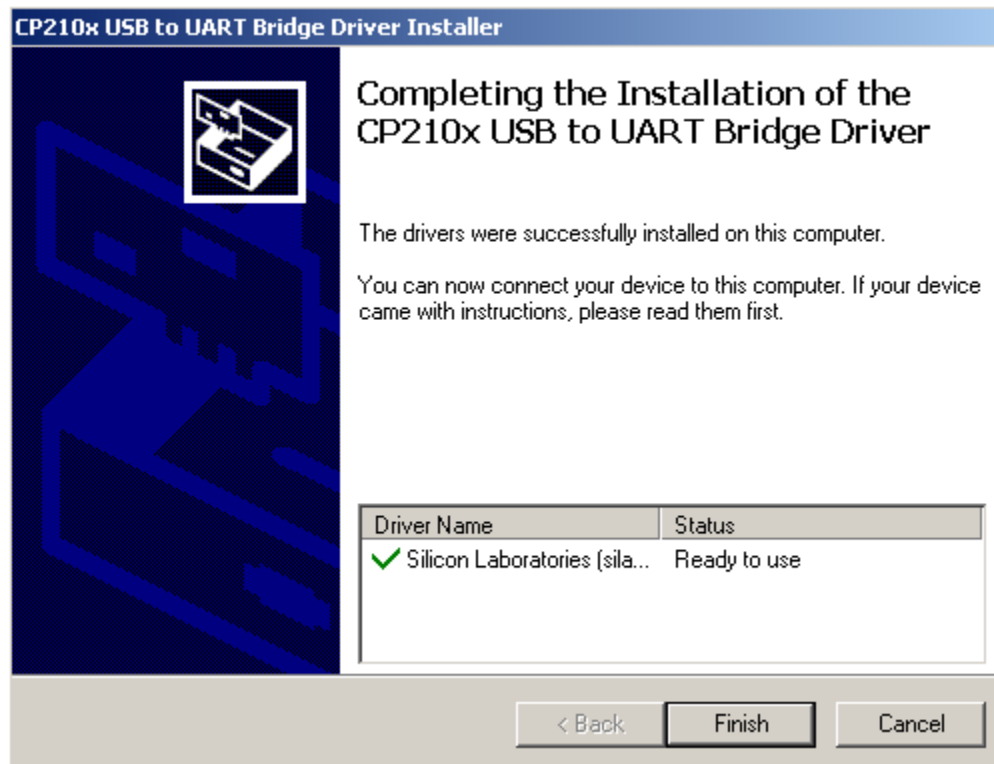 CP210x USB to UART Bridge Driver Installer
Completing the Installation of the
CP210x USB to UART Bridge Driver
The drivers were successfully installed on this computer.
You can now connect your device to this computer. If your device
came with instructions, please read them first.
Driver Name Status
Silicon Laboratories (sila... Ready to use
< Back Finish Cancel